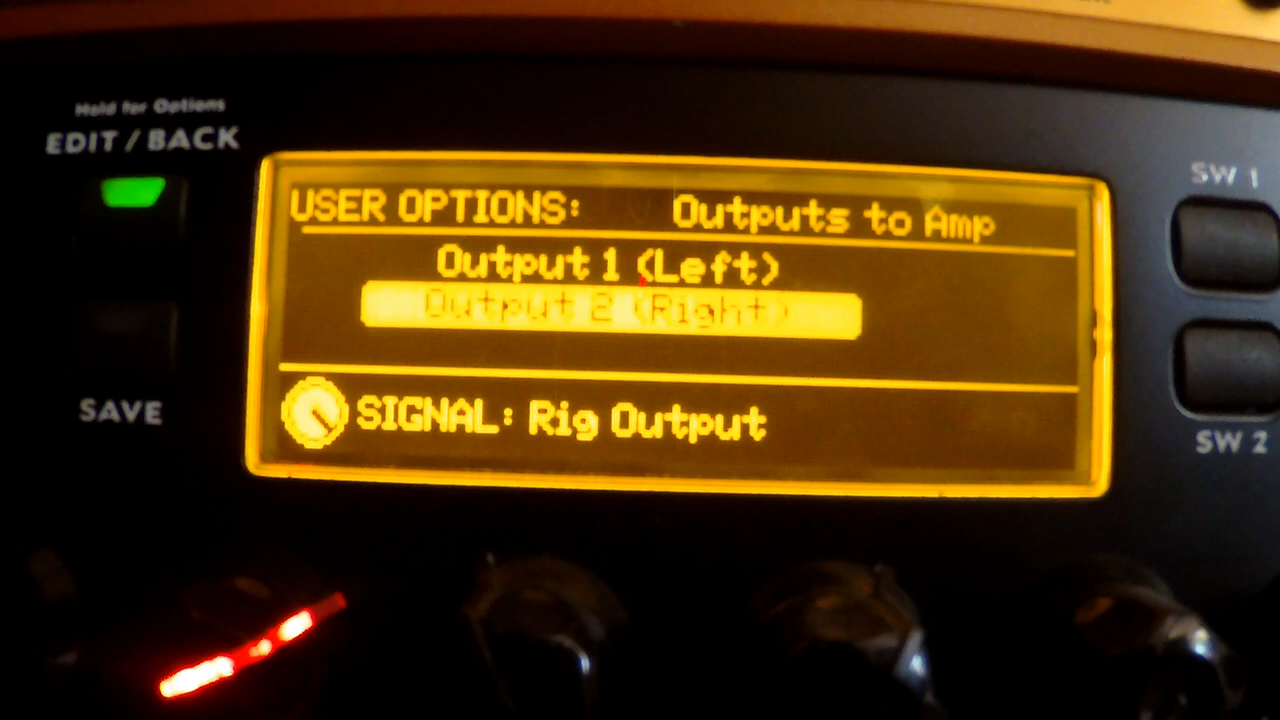 Hold for Options
EDIT / BACK
SW 1
USER OPTIONS: Outputs to Amp
Output 1 (Left)
Output 2 (Right)
SIGNAL: Rig Output
SAVE
SW 2